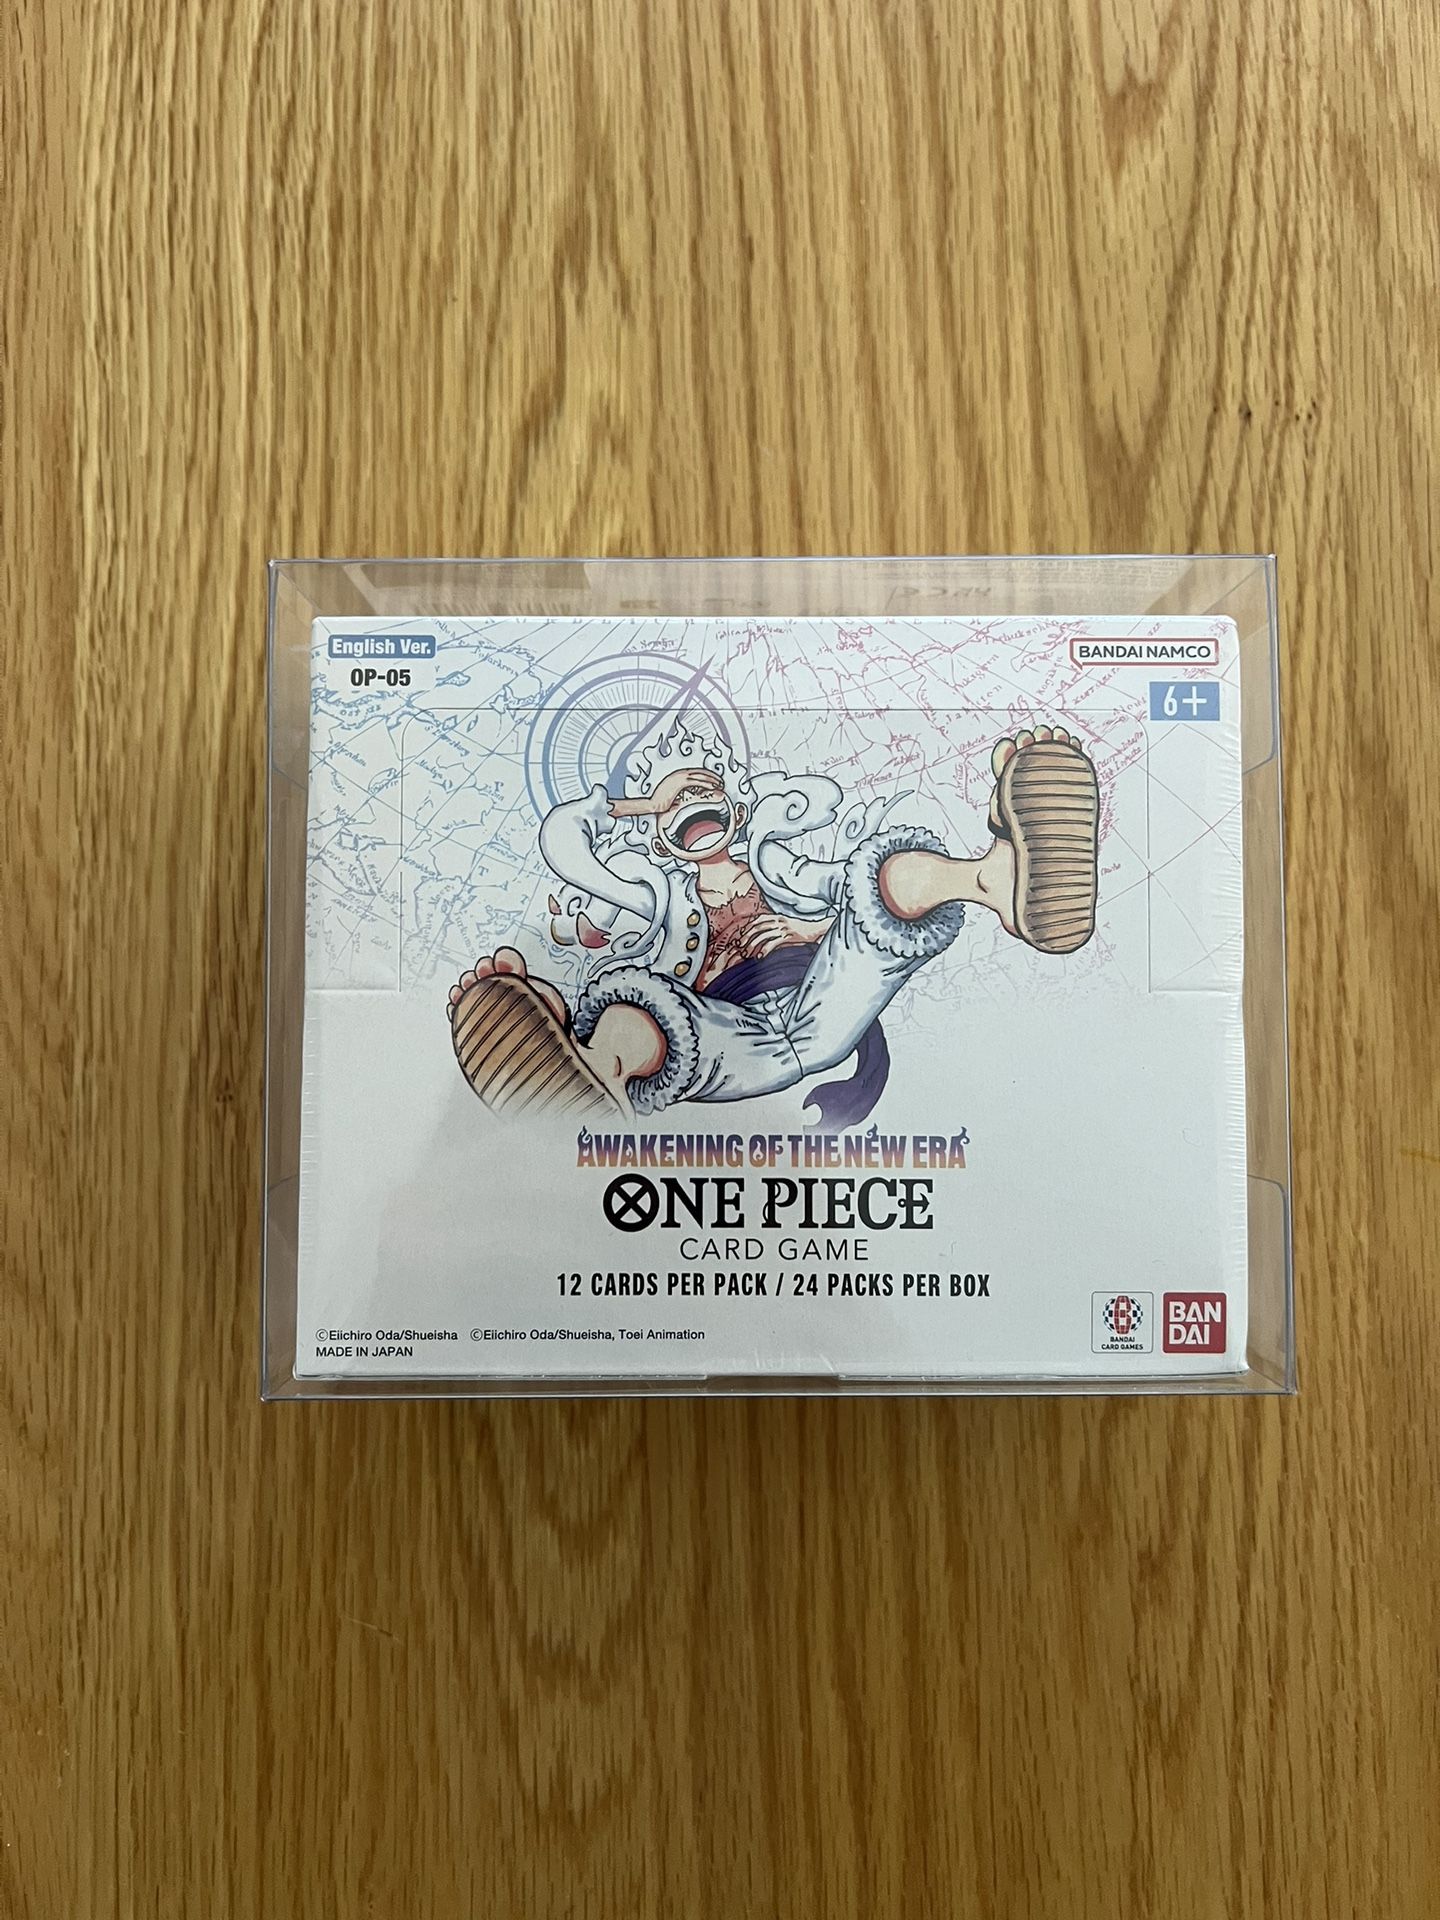 English Ver.
OP-05
BANDAI NAMCO
6+
AWAKENING OF THE NEW ERA
ONE PIECE
CARD GAME
12 CARDS PER PACK / 24 PACKS PER BOX
©Eiichiro Oda/Shueisha ©Eiichiro Oda/Shueisha, Toei Animation
MADE IN JAPAN
B
BANDAI
CARD GAMES
BAN
DAI